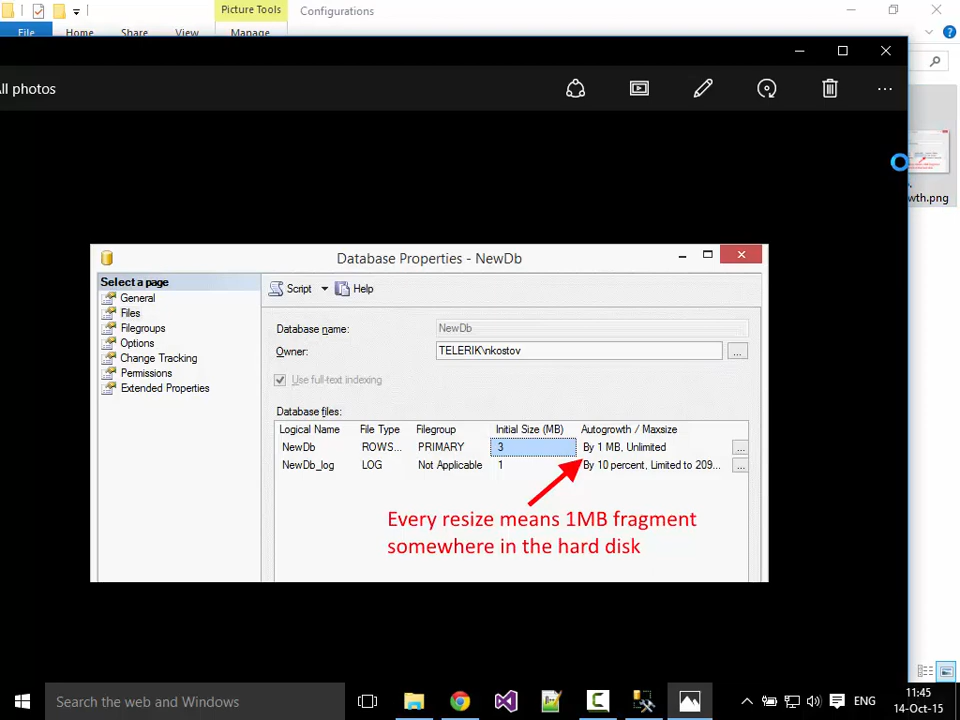 Picture Tools
Configurations
File
Home
Share
View
Manage
ll photos
wth.png
Database Properties - NewDb
Select a page
General
Files
Filegroups
Options
Change Tracking
Permissions
Extended Properties
Script
Help
Database name:
NewDb
Owner:
TELERIK\nkostov
...
Use full-text indexing
Database files:
Logical Name File Type Filegroup Initial Size (MB) Autogrowth / Maxsize
NewDb ROWS... PRIMARY 3 By 1 MB, Unlimited ...
NewDb_log LOG Not Applicable 1 By 10 percent, Limited to 209... ...
Every resize means 1MB fragment
somewhere in the hard disk
Search the web and Windows
ENG
11:45
14-Oct-15